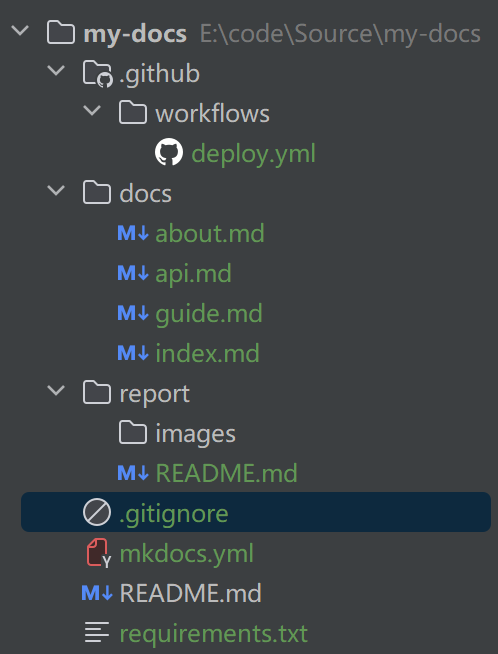 my-docs E:\code\Source\my-docs
.github
workflows
deploy.yml
docs
M↓ about.md
M↓ api.md
M↓ guide.md
M↓ index.md
report
images
M↓ README.md
.gitignore
Y mkdocs.yml
M↓ README.md
requirements.txt